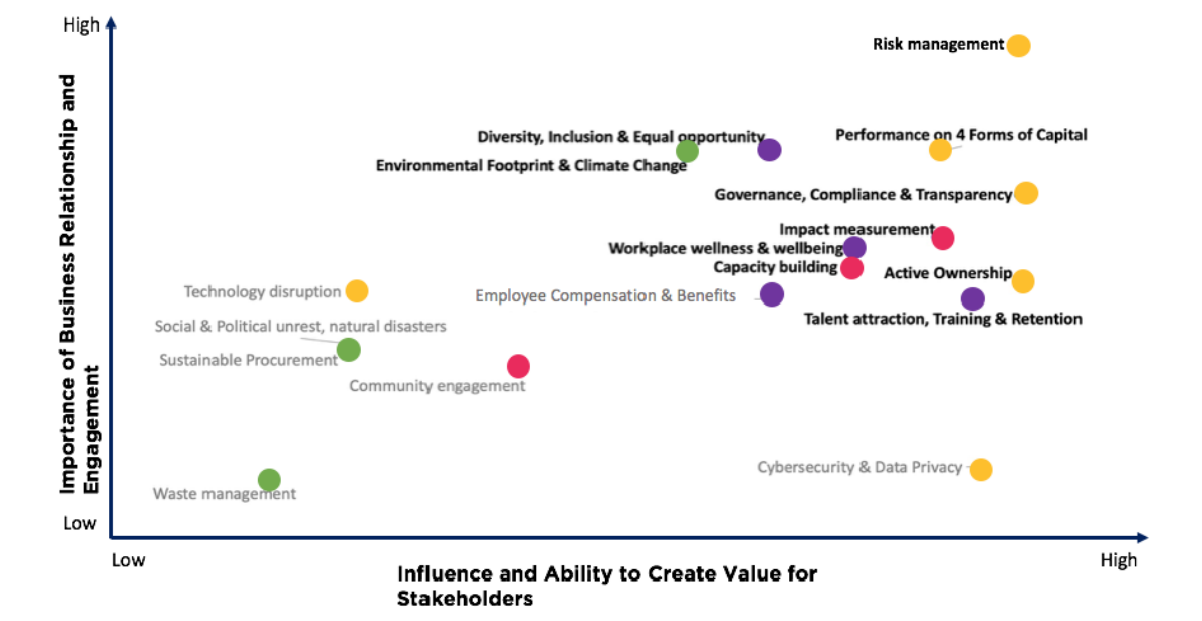 High
Risk management
Diversity, Inclusion & Equal opportunity
Performance on 4 Forms of Capital
Environmental Footprint & Climate Change
Governance, Compliance & Transparency
Impact measurement
Workplace wellness & wellbeing
Capacity building
Active Ownership
Technology disruption
Employee Compensation & Benefits
Talent attraction, Training & Retention
Social & Political unrest, natural disasters
Sustainable Procurement
Community engagement
Cybersecurity & Data Privacy
Waste management
Importance of Business Relationship and
Engagement
Low
Low
High
Influence and Ability to Create Value for
Stakeholders